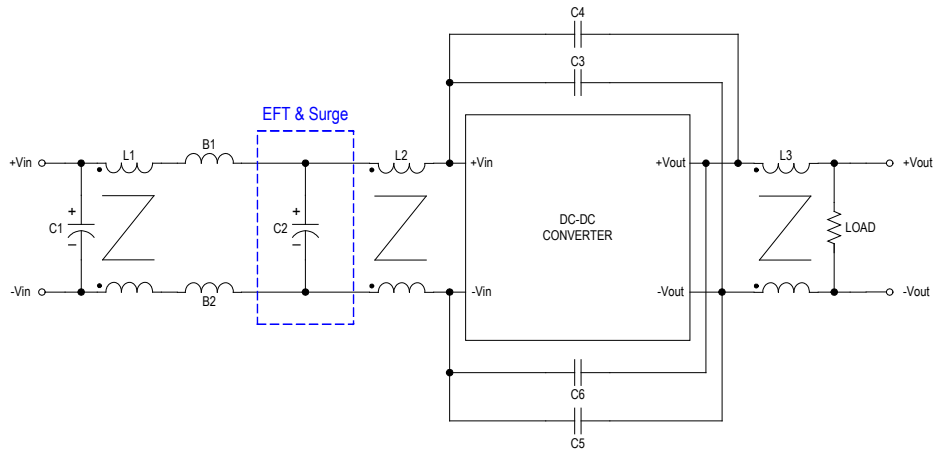 C4
C3
EFT & Surge
B1
L1
L2
L3
+Vin
+Vin
+Vout
+Vout
+
C1
–
+
C2
–
DC-DC
CONVERTER
LOAD
-Vin
B2
-Vin
-Vout
-Vout
C6
C5